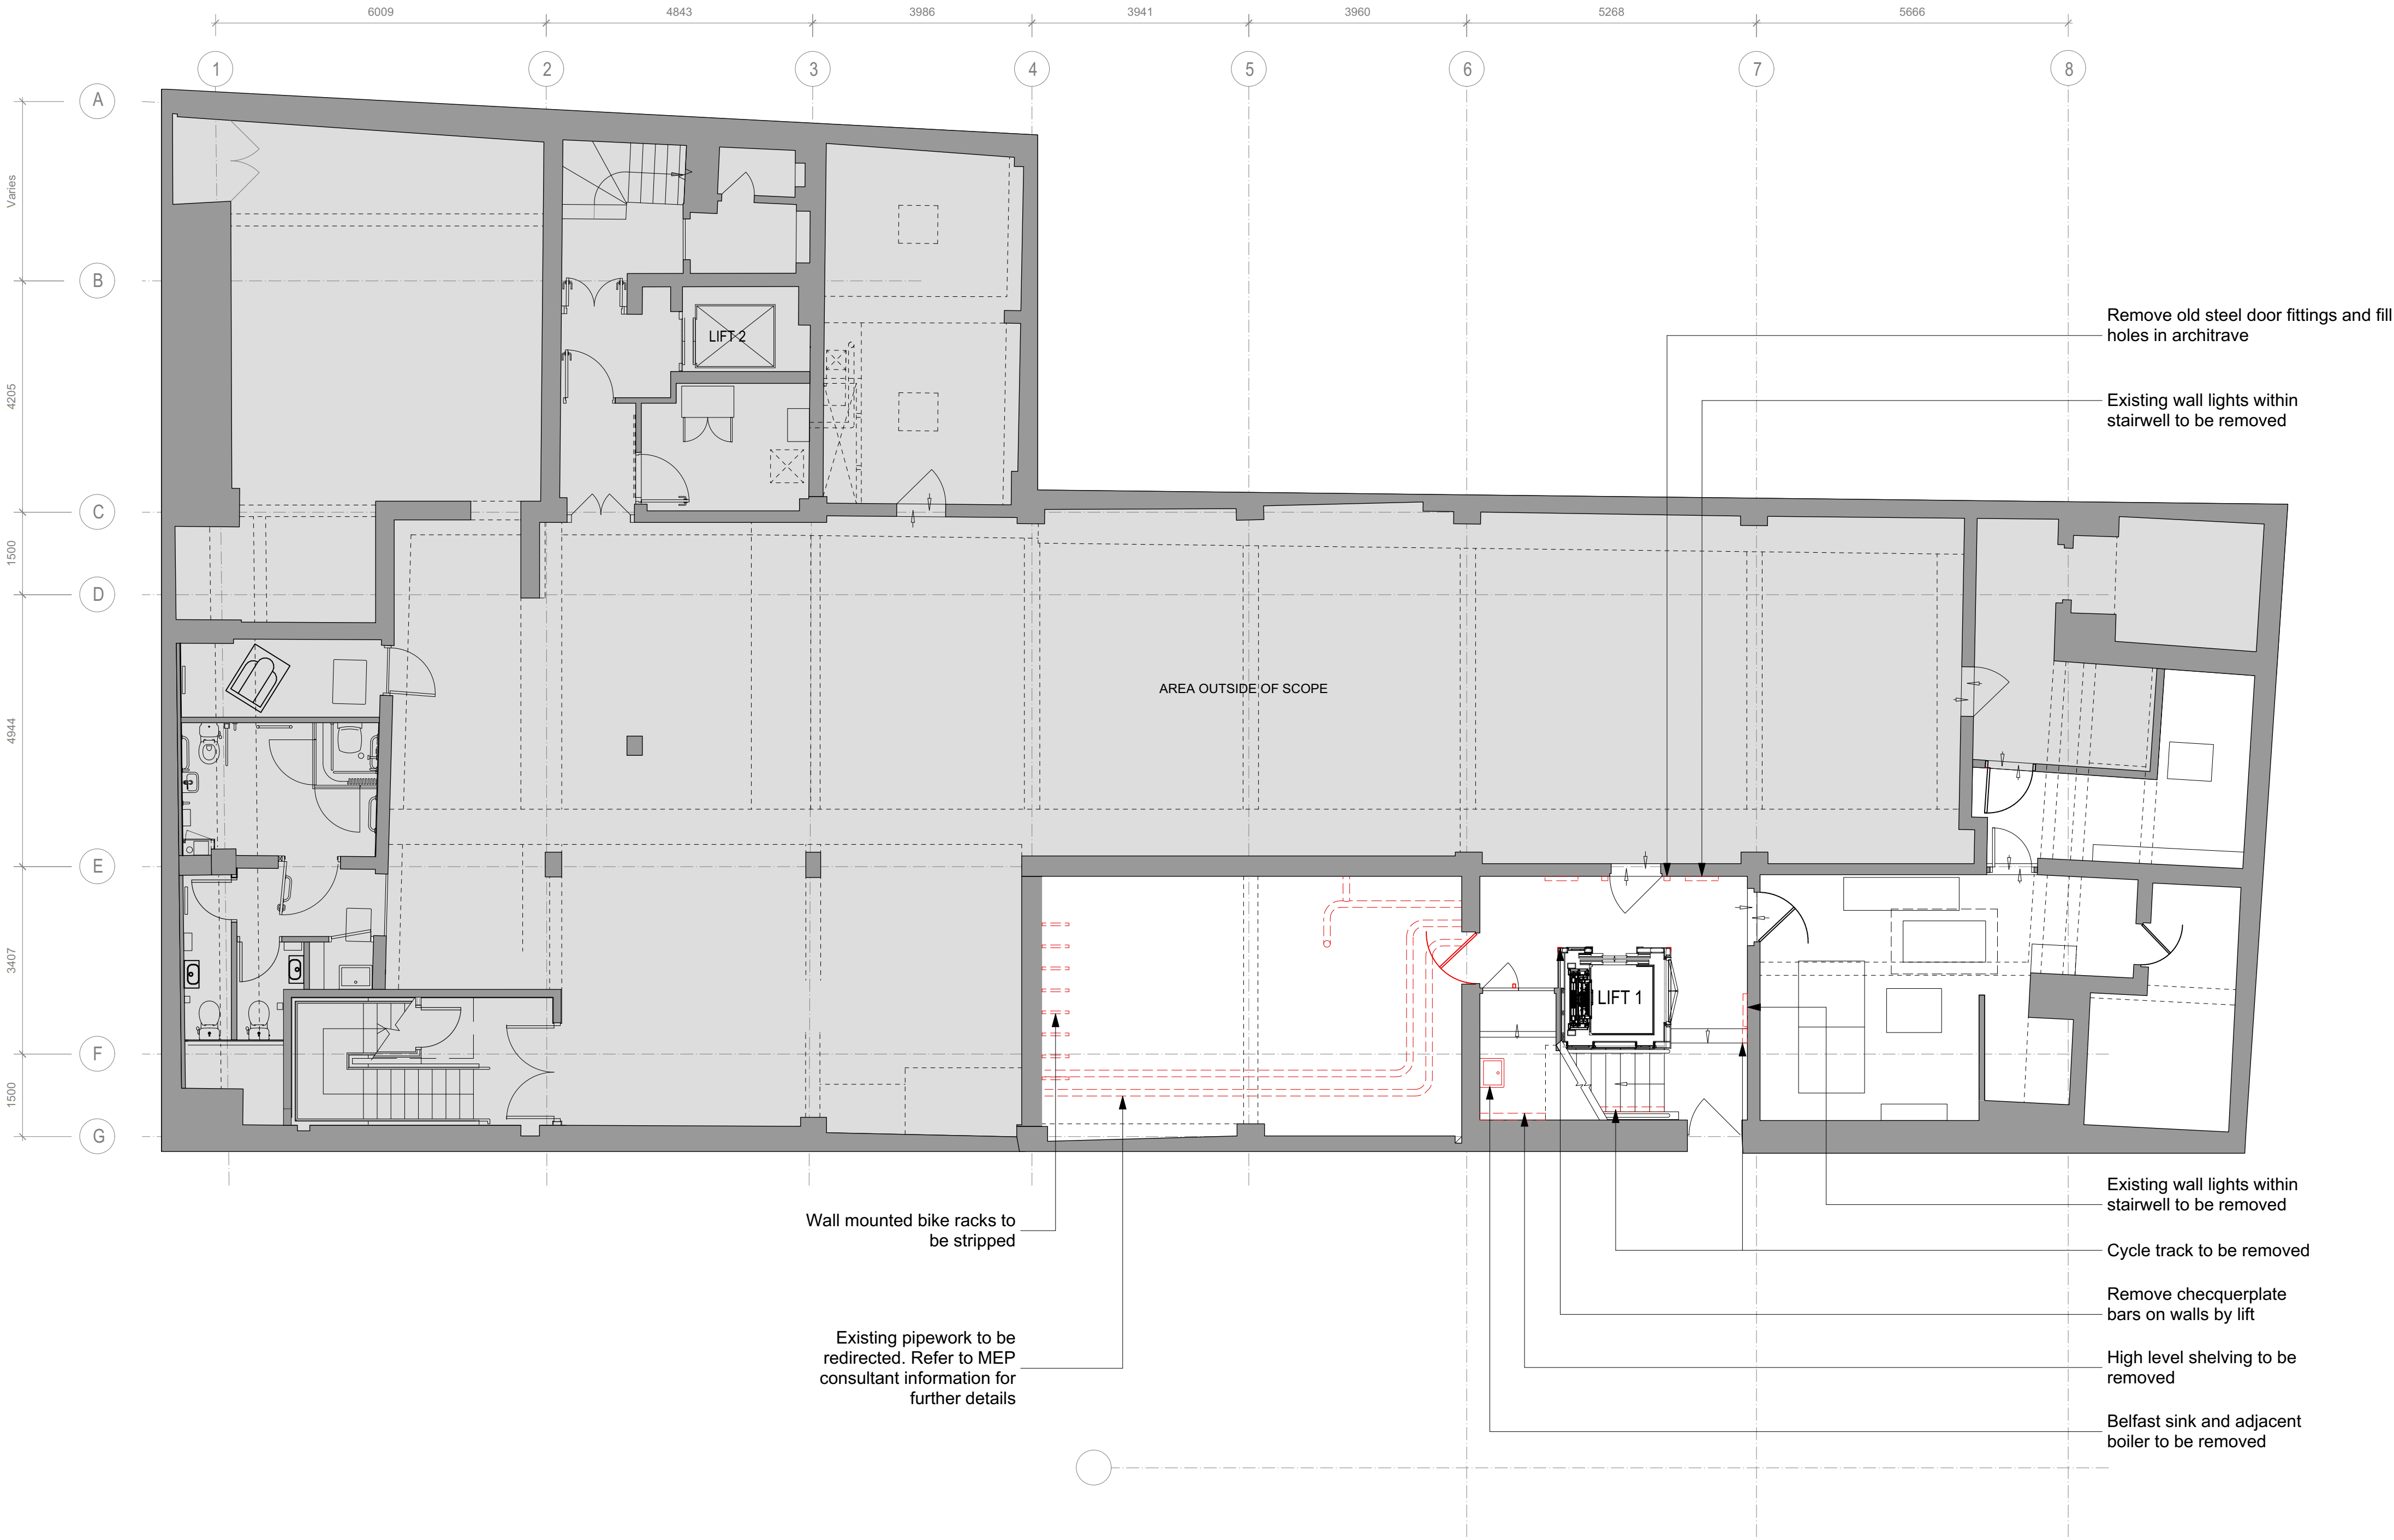 6009
4843
3986
3941
3960
5268
5666
1
2
3
4
5
6
7
8
A
Varies
B
4205
C
1500
D
4944
E
3407
F
1500
G
LIFT 2
AREA OUTSIDE OF SCOPE
LIFT 1
Remove old steel door fittings and fill
holes in architrave
Existing wall lights within
stairwell to be removed
Existing wall lights within
stairwell to be removed
Cycle track to be removed
Remove checquerplate
bars on walls by lift
High level shelving to be
removed
Belfast sink and adjacent
boiler to be removed
Wall mounted bike racks to
be stripped
Existing pipework to be
redirected. Refer to MEP
consultant information for
further details